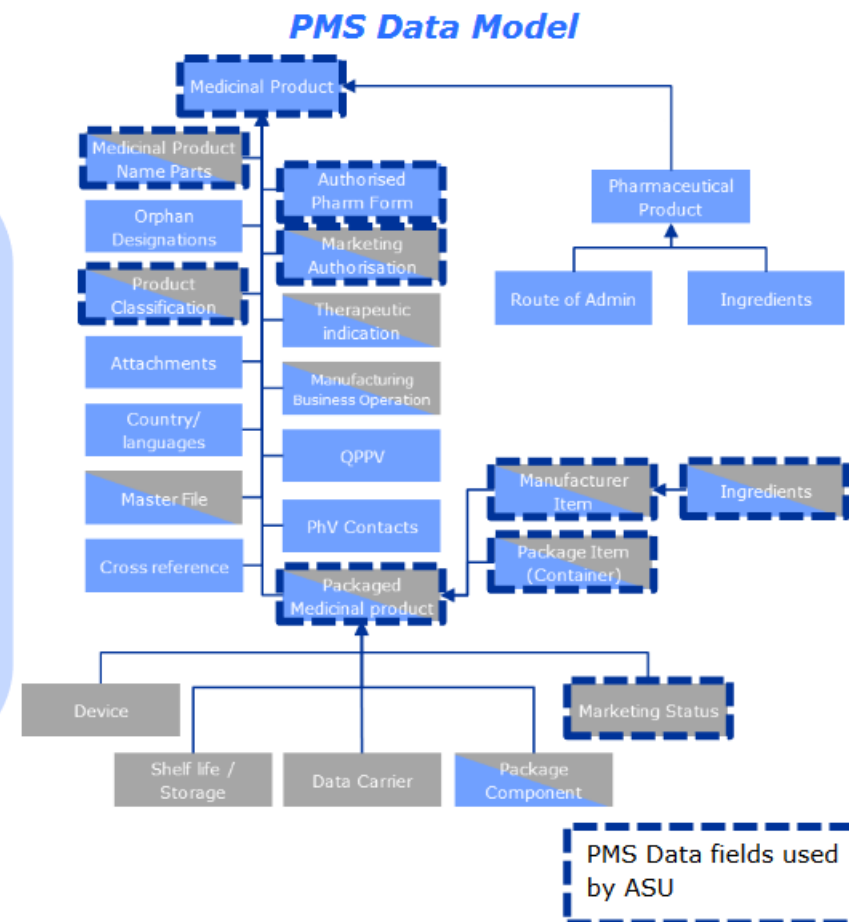 PMS Data Model
Medicinal Product
Medicinal Product
Name Parts
Authorised
Pharm Form
Pharmaceutical
Product
Orphan
Designations
Marketing
Authorisation
Product
Classification
Route of Admin
Ingredients
Therapeutic
indication
Attachments
Manufacturing
Business Operation
Country/
languages
QPPV
Manufacturer
Item
Ingredients
Master File
PhV Contacts
Package Item
(Container)
Cross reference
Packaged
Medicinal product
Device
Marketing Status
Shelf life /
Storage
Data Carrier
Package
Component
PMS Data fields used
by ASU